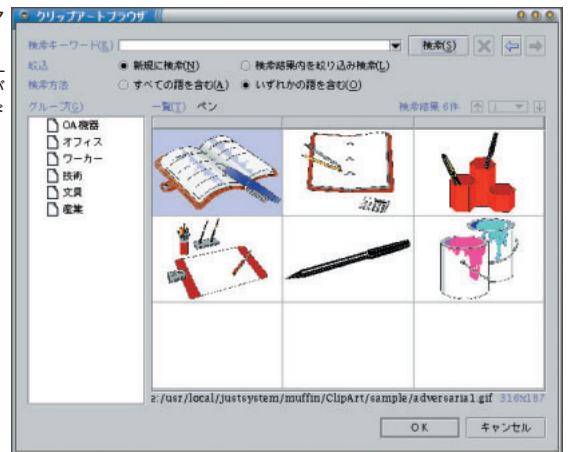 クリップアートブラウザ
検索キーワード(K)
検索(S)
絞込 新規に検索(N) 検索結果内を絞り込み検索(L)
検索方法 すべての語を含む(A) いずれかの語を含む(O)
グループ(G) 一覧(T) ペン 検索結果 6件 1
OA機器
オフィス
ワーカー
技術
文具
産業
e:/usr/local/justsystem/muffin/ClipArt/sample/adversaria1.gif 316x187
OK キャンセル